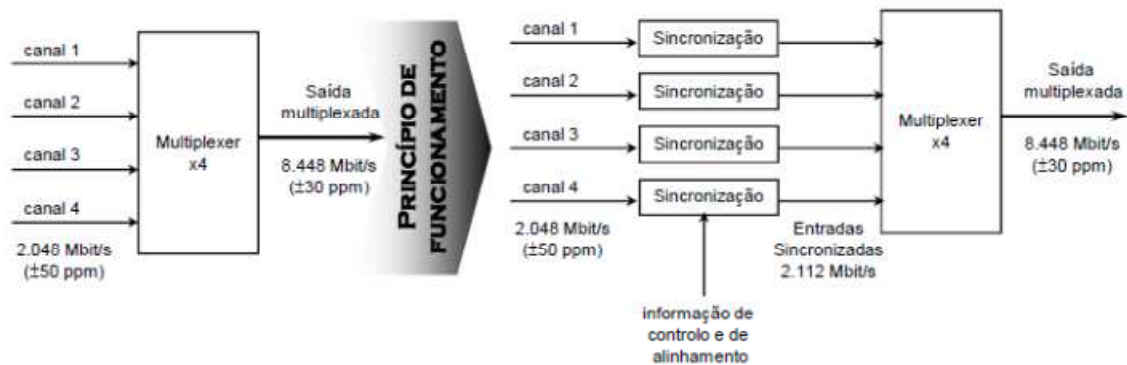 canal 1
canal 2
canal 3
canal 4
2.048 Mbit/s
(±50 ppm)
Multiplexer
x4
Saída
multiplexada
8.448 Mbit/s
(±30 ppm)
PRINCÍPIO DE
FUNCIONAMENTO
canal 1
canal 2
canal 3
canal 4
2.048 Mbit/s
(±50 ppm)
Sincronização
Sincronização
Sincronização
Sincronização
informação de
controlo e de
alinhamento
Entradas
Sincronizadas
2.112 Mbit/s
Multiplexer
x4
Saída
multiplexada
8.448 Mbit/s
(±30 ppm)